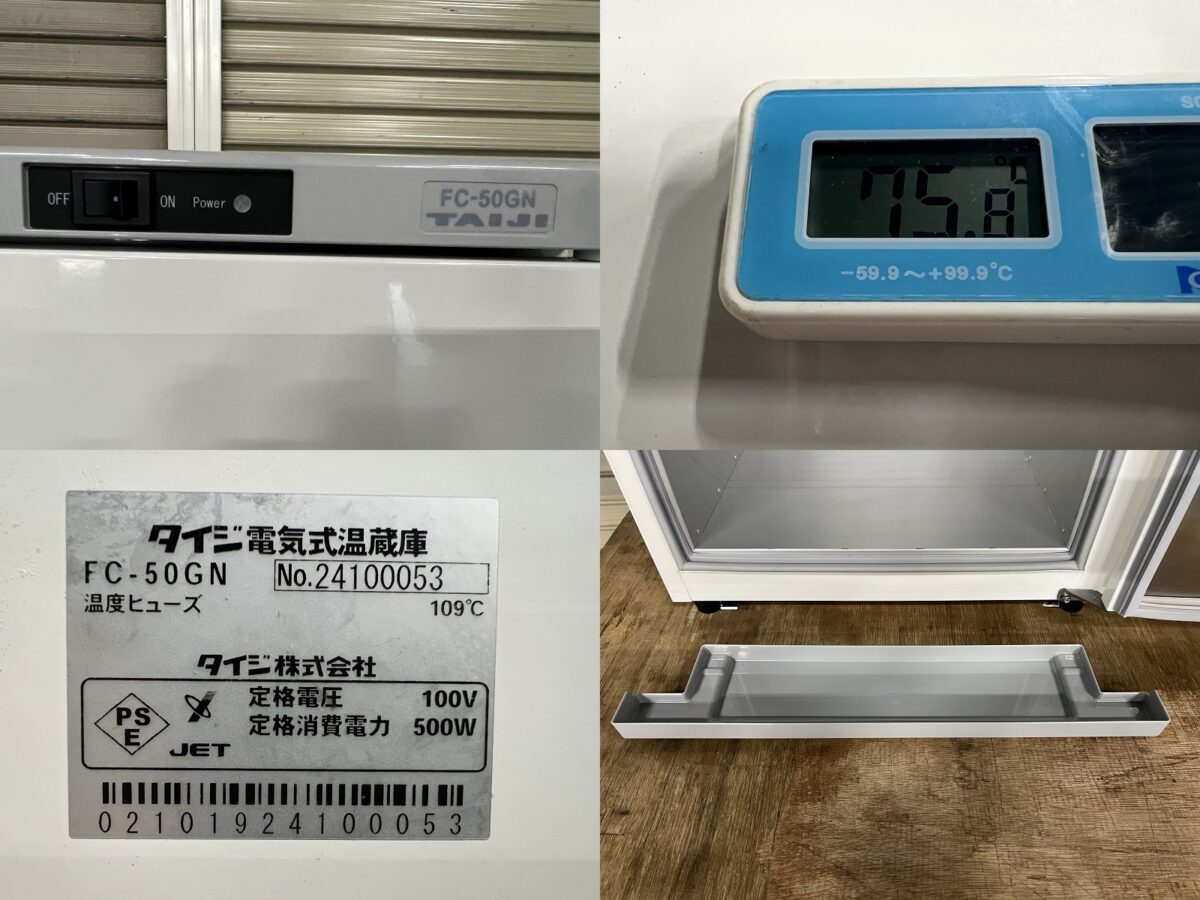 OFF ON Power
FC-50GN
TAIJI
75.8 °C
-59.9～+99.9℃
タイジ電気式温蔵庫
FC-50GN No.24100053
温度ヒューズ 109℃
タイジ株式会社
PS
E
JET
定格電圧 100V
定格消費電力 500W
02101924100053